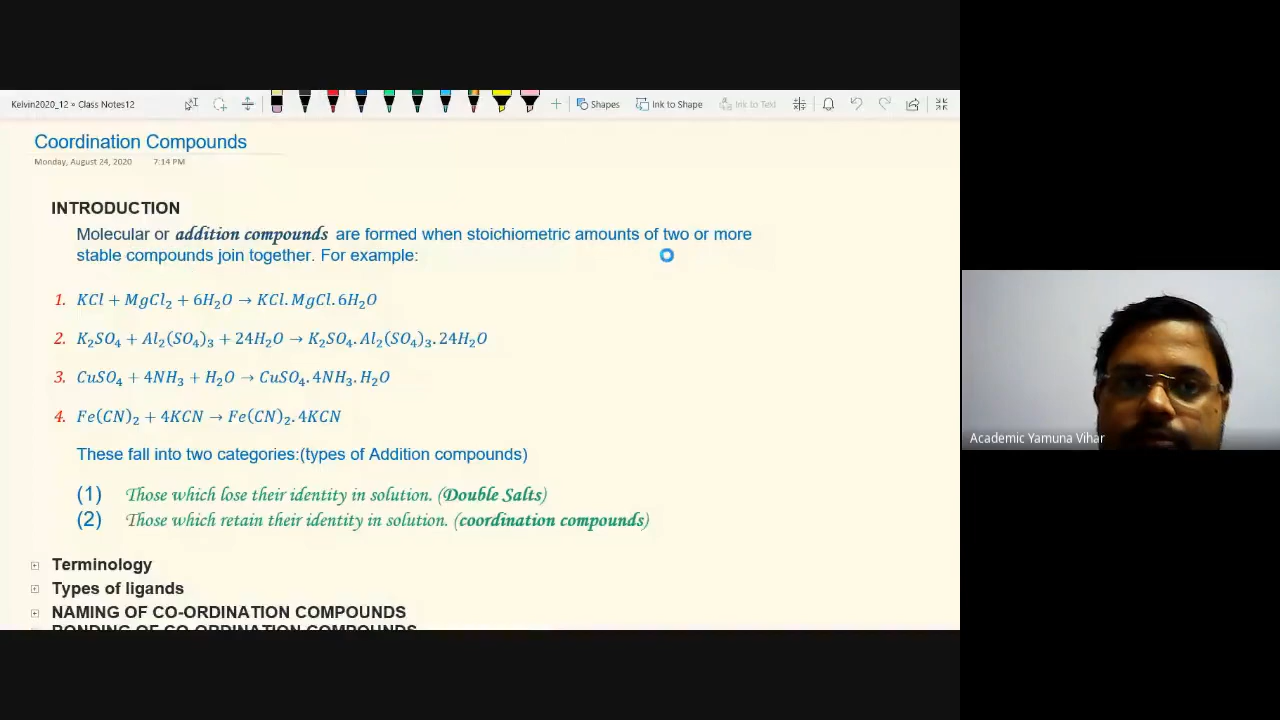 Kelvin2020_12 » Class Notes12
Shapes
Ink to Shape
Ink to Text
Coordination Compounds
Monday, August 24, 2020 7:14 PM
INTRODUCTION
Molecular or addition compounds are formed when stoichiometric amounts of two or more
stable compounds join together. For example:
1. KCl + MgCl₂ + 6H₂O → KCl.MgCl.6H₂O
2. K₂SO₄ + Al₂(SO₄)₃ + 24H₂O → K₂SO₄.Al₂(SO₄)₃.24H₂O
3. CuSO₄ + 4NH₃ + H₂O → CuSO₄.4NH₃.H₂O
4. Fe(CN)₂ + 4KCN → Fe(CN)₂.4KCN
These fall into two categories:(types of Addition compounds)
(1) Those which lose their identity in solution. (Double Salts)
(2) Those which retain their identity in solution. (coordination compounds)
Terminology
Types of ligands
NAMING OF CO-ORDINATION COMPOUNDS
BONDING OF CO-ORDINATION COMPOUNDS
Academic Yamuna Vihar